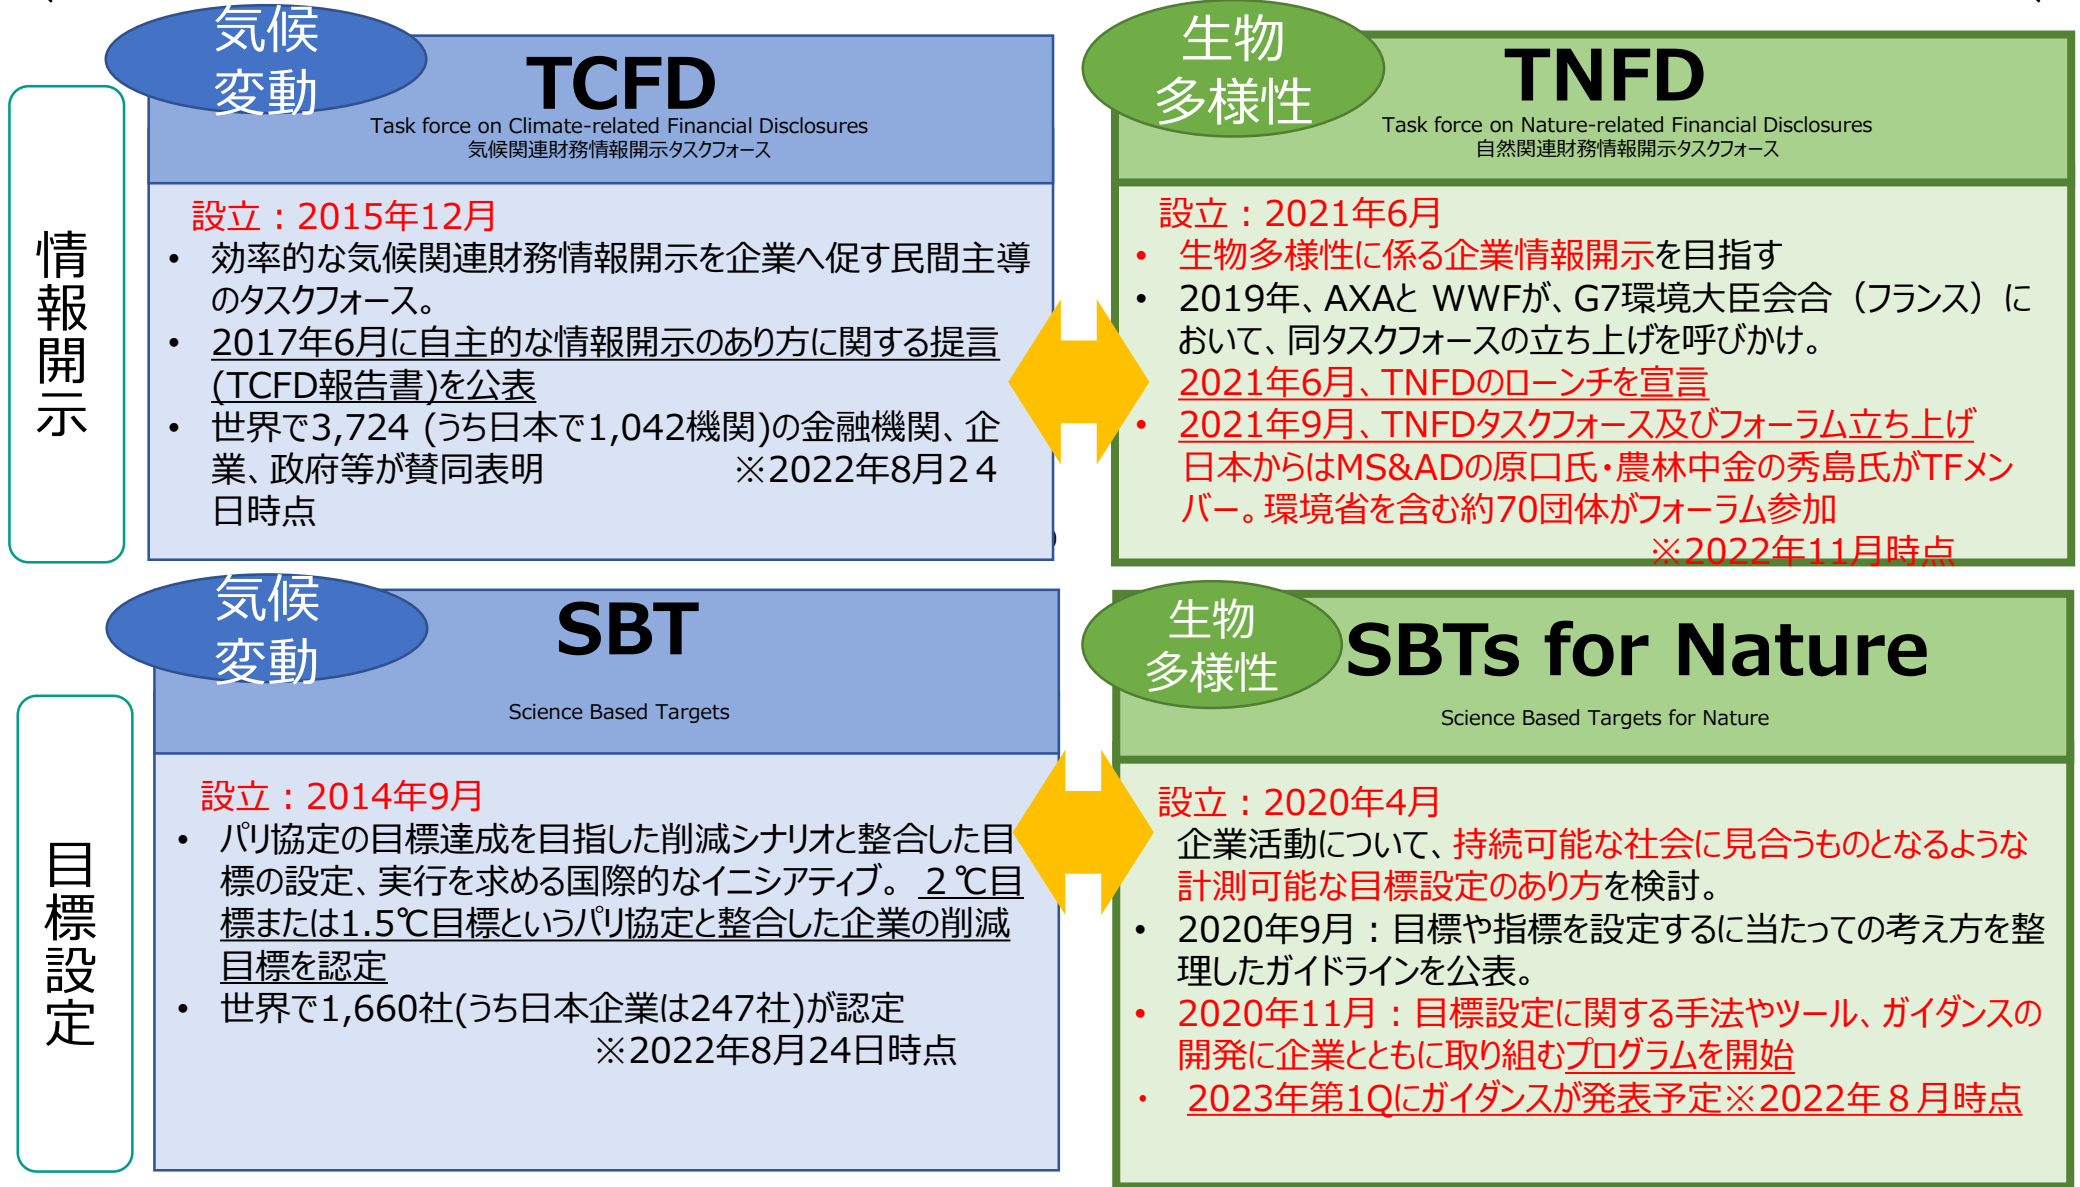 情報開示
気候
変動
TCFD
Task force on Climate-related Financial Disclosures
気候関連財務情報開示タスクフォース
設立：2015年12月
• 効率的な気候関連財務情報開示を企業へ促す民間主導
のタスクフォース。
• 2017年6月に自主的な情報開示のあり方に関する提言
(TCFD報告書)を公表
• 世界で3,724 (うち日本で1,042機関)の金融機関、企
業、政府等が賛同表明 ※2022年8月2４
日時点
生物
多様性
TNFD
Task force on Nature-related Financial Disclosures
自然関連財務情報開示タスクフォース
設立：2021年6月
• 生物多様性に係る企業情報開示を目指す
• 2019年、AXAと WWFが、G7環境大臣会合（フランス）に
おいて、同タスクフォースの立ち上げを呼びかけ。
2021年6月、TNFDのローンチを宣言
• 2021年9月、TNFDタスクフォース及びフォーラム立ち上げ
日本からはMS&ADの原口氏・農林中金の秀島氏がTFメン
バー。環境省を含む約70団体がフォーラム参加
※2022年11月時点
目標設定
気候
変動
SBT
Science Based Targets
設立：2014年9月
• パリ協定の目標達成を目指した削減シナリオと整合した目
標の設定、実行を求める国際的なイニシアティブ。 ２℃目
標または1.5℃目標というパリ協定と整合した企業の削減
目標を認定
• 世界で1,660社(うち日本企業は247社)が認定
※2022年8月24日時点
生物
多様性
SBTs for Nature
Science Based Targets for Nature
設立：2020年4月
企業活動について、持続可能な社会に見合うものとなるような
計測可能な目標設定のあり方を検討。
• 2020年9月：目標や指標を設定するに当たっての考え方を整
理したガイドラインを公表。
• 2020年11月：目標設定に関する手法やツール、ガイダンスの
開発に企業とともに取り組むプログラムを開始
・ 2023年第1Qにガイダンスが発表予定※2022年８月時点